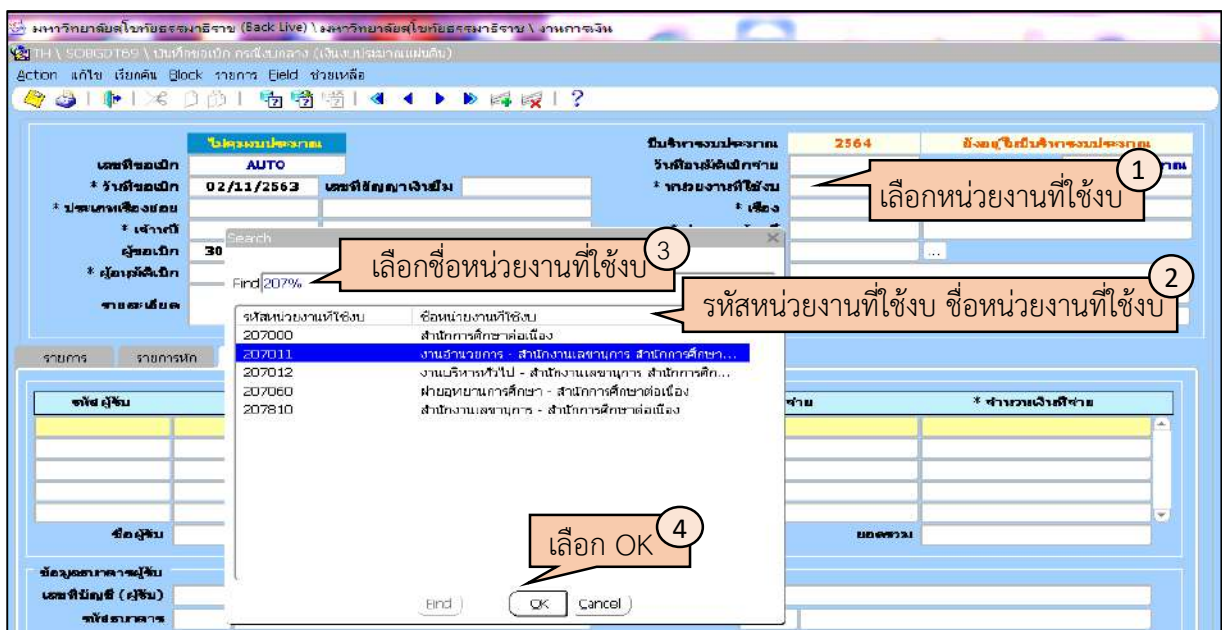 มหาวิทยาลัยสุโขทัยธรรมาธิราช (Back Live) \ มหาวิทยาลัยสุโขทัยธรรมาธิราช \ งานการเงิน
TH \ SOBGDT69 \ บันทึกขอเบิก กรณีงบกลาง (เงินงบประมาณแผ่นดิน)
Action แก้ไข เรียกค้น Block รายการ Field ช่วยเหลือ
ไม่คุมงบประมาณ ปีบริหารงบประมาณ 2564 ยังอยู่ในปีบริหารงบประมาณ
เลขที่ขอเบิก AUTO วันที่อนุมัติเบิกจ่าย
* วันที่ขอเบิก 02/11/2563 เลขที่สัญญาเงินยืม * หน่วยงานที่ใช้งบ
เลือกหน่วยงานที่ใช้งบ 1
* ประเภทเรื่องย่อย * เรื่อง
* เจ้าหนี้
Search
ผู้ขอเบิก 30 ...
เลือกชื่อหน่วยงานที่ใช้งบ 3
* ผู้อนุมัติเบิก
Find 207%
รหัสหน่วยงานที่ใช้งบ ชื่อหน่วยงานที่ใช้งบ 2
รายละเอียด
รหัสหน่วยงานที่ใช้งบ ชื่อหน่วยงานที่ใช้งบ
207000 สำนักการศึกษาต่อเนื่อง
รายการ รายการหัก
207011 งานอำนวยการ - สำนักงานเลขานุการ สำนักการศึกษา...
207012 งานบริหารทั่วไป - สำนักงานเลขานุการ สำนักการศึก...
207060 ฝ่ายอุทยานการศึกษา - สำนักการศึกษาต่อเนื่อง
207810 สำนักงานเลขานุการ - สำนักการศึกษาต่อเนื่อง
รหัสผู้รับ จ่าย * จำนวนเงินที่จ่าย
เลือก OK 4
ชื่อผู้รับ ยอดรวม
ข้อมูลธนาคารผู้รับ
เลขที่บัญชี (ผู้รับ)
Find OK Cancel
รหัสธนาคาร